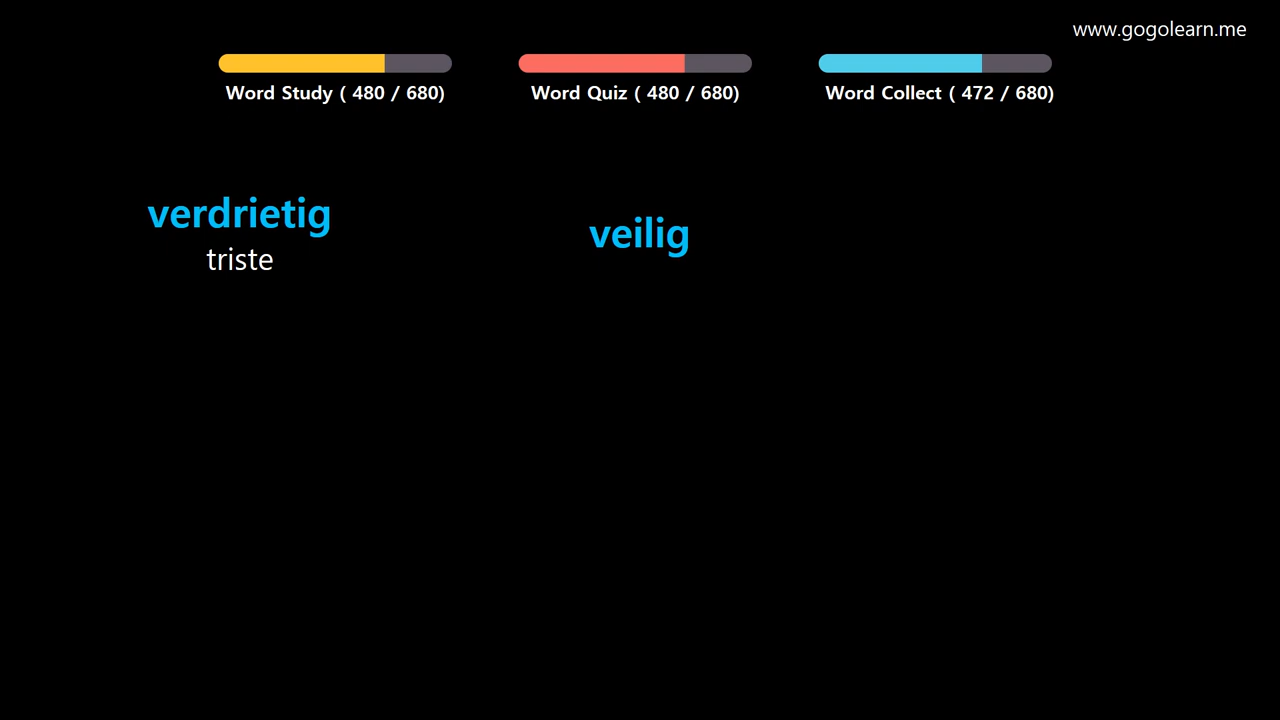 www.gogolearn.me
Word Study ( 480 / 680)
Word Quiz ( 480 / 680)
Word Collect ( 472 / 680)
verdrietig
triste
veilig